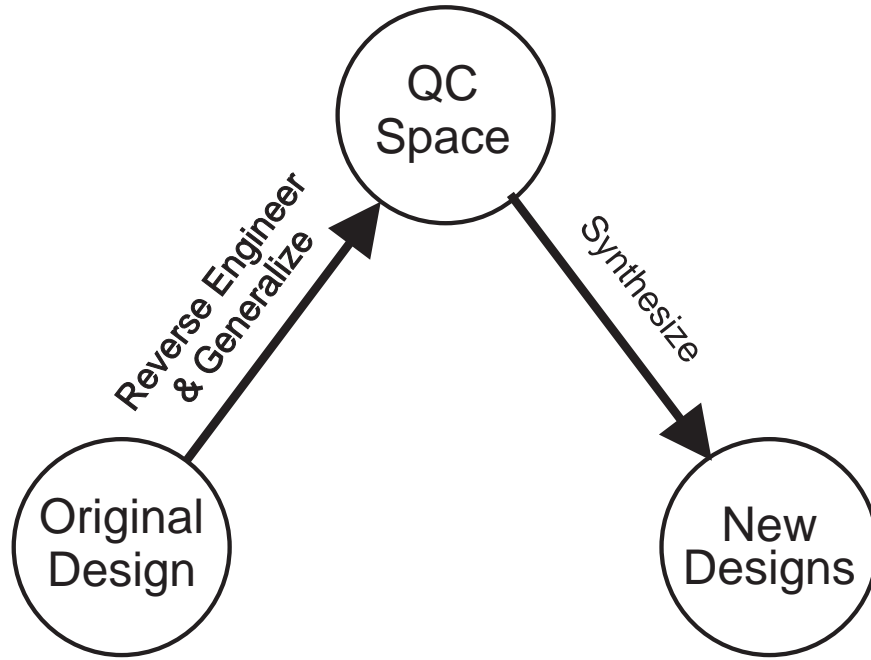 QC
Space
Reverse Engineer
& Generalize
Synthesize
Original
Design
New
Designs